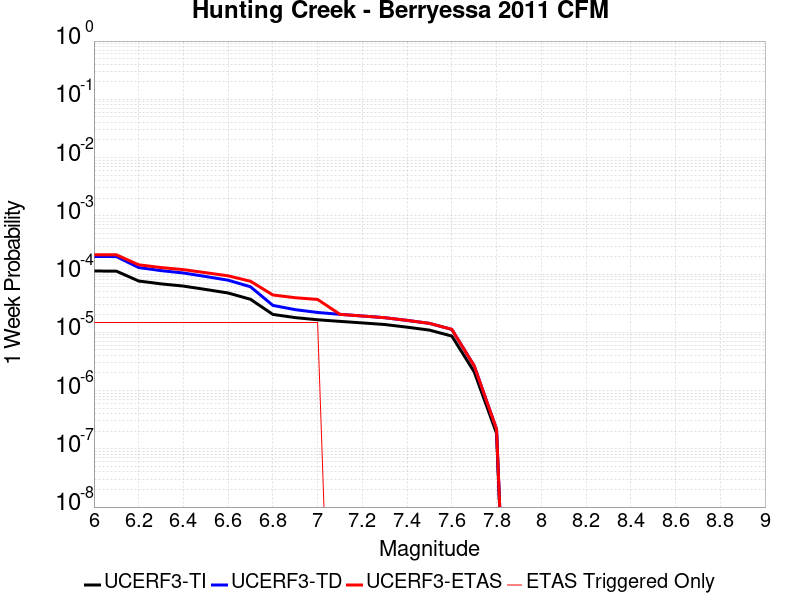 Hunting Creek - Berryessa 2011 CFM
1 Week Probability
10^0
10^-1
10^-2
10^-3
10^-4
10^-5
10^-6
10^-7
10^-8
6 6.2 6.4 6.6 6.8 7 7.2 7.4 7.6 7.8 8 8.2 8.4 8.6 8.8 9
Magnitude
UCERF3-TI UCERF3-TD UCERF3-ETAS ETAS Triggered Only